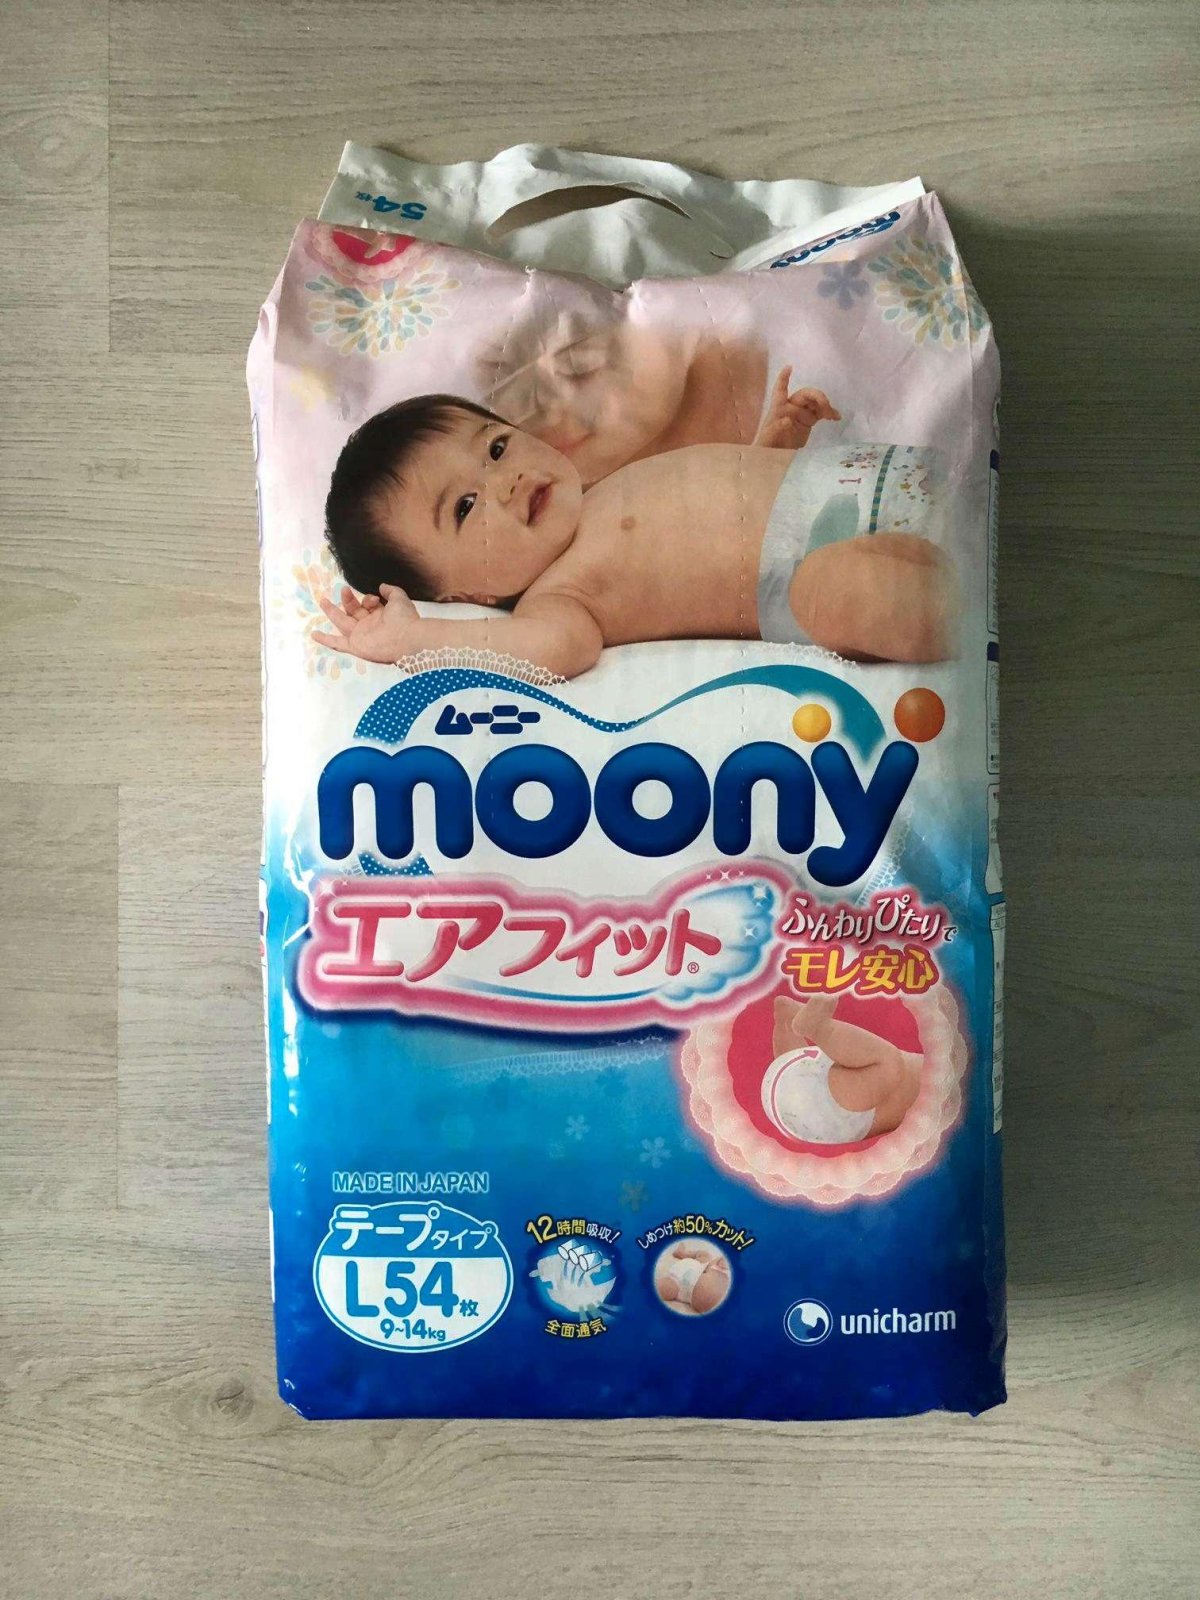 54枚
moony
ムーニー
moony
エアフィット®
ふんわりぴたりで
モレ安心
MADE IN JAPAN
テープタイプ
L54枚
9~14kg
12時間吸収!
全面通気
しめつけ約50%カット!
unicharm